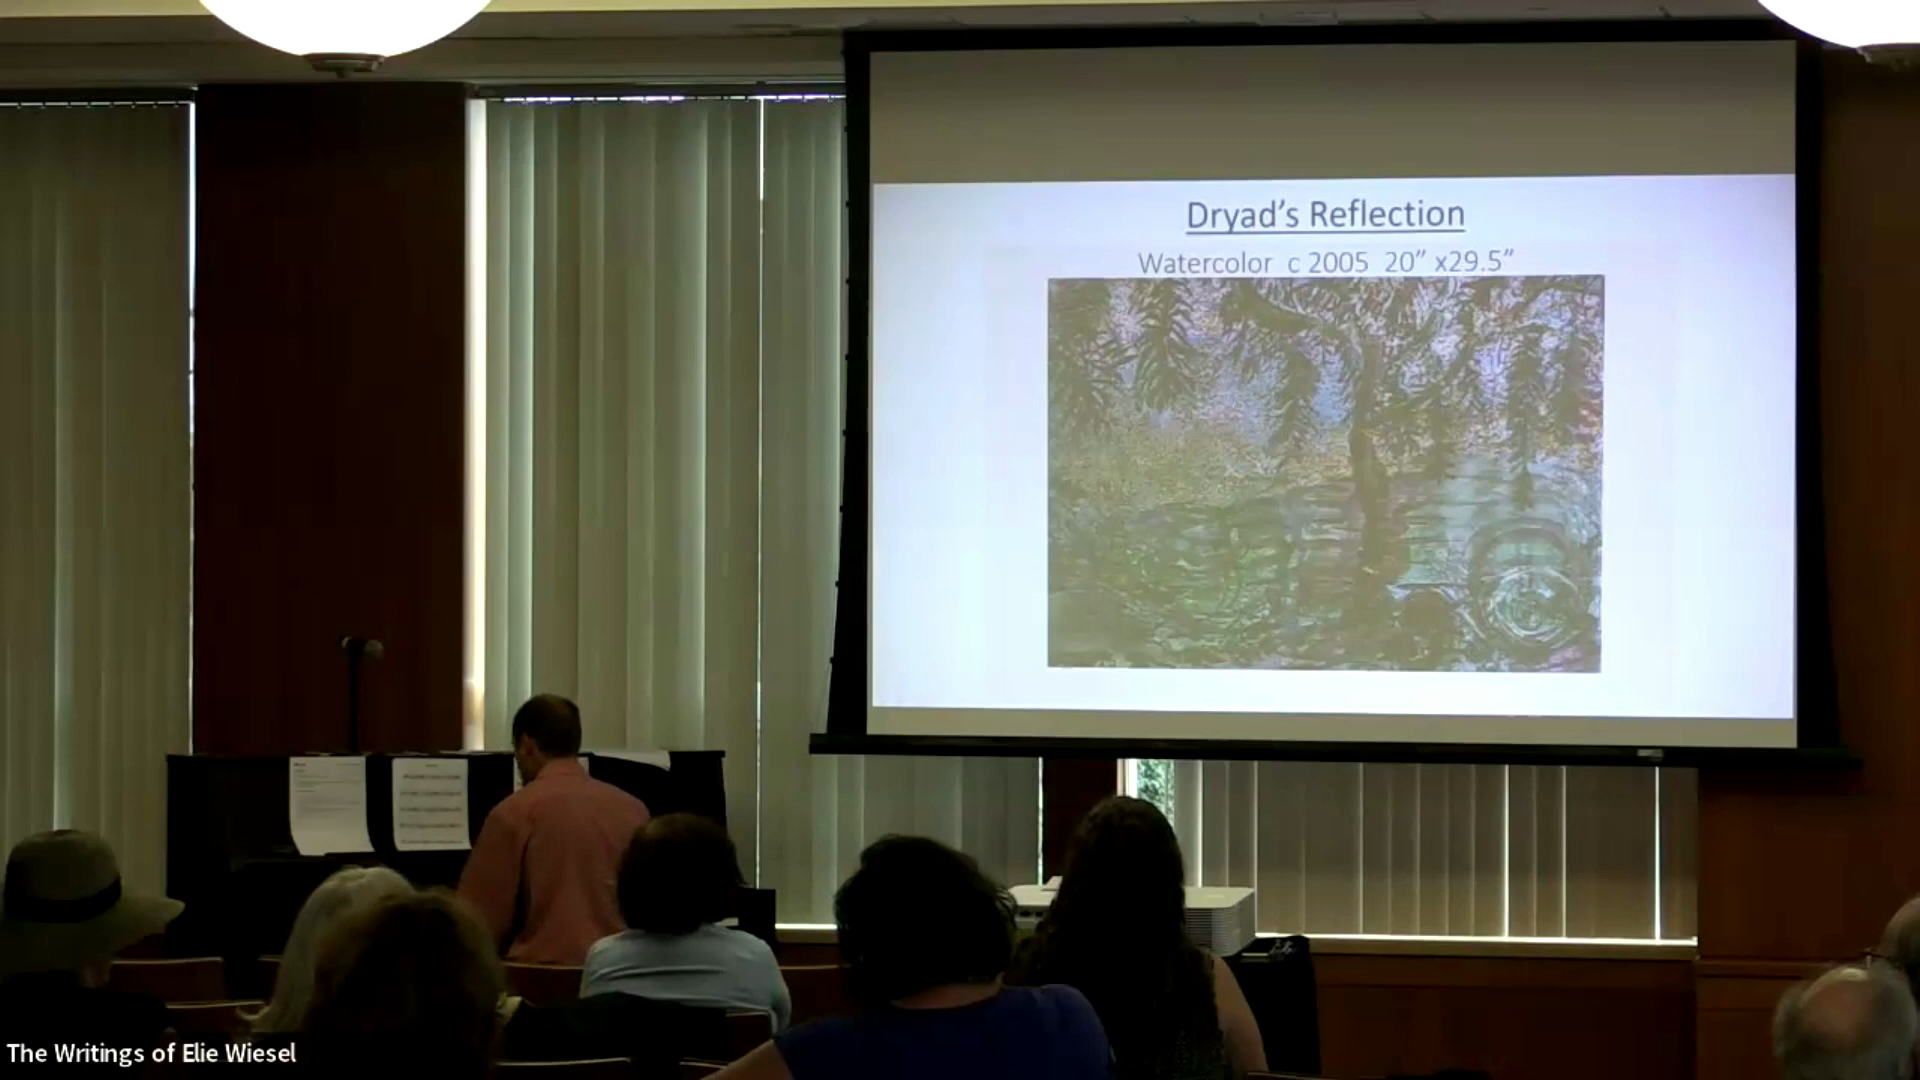 Dryad’s Reflection
Watercolor c 2005 20” x29.5”
The Writings of Elie Wiesel